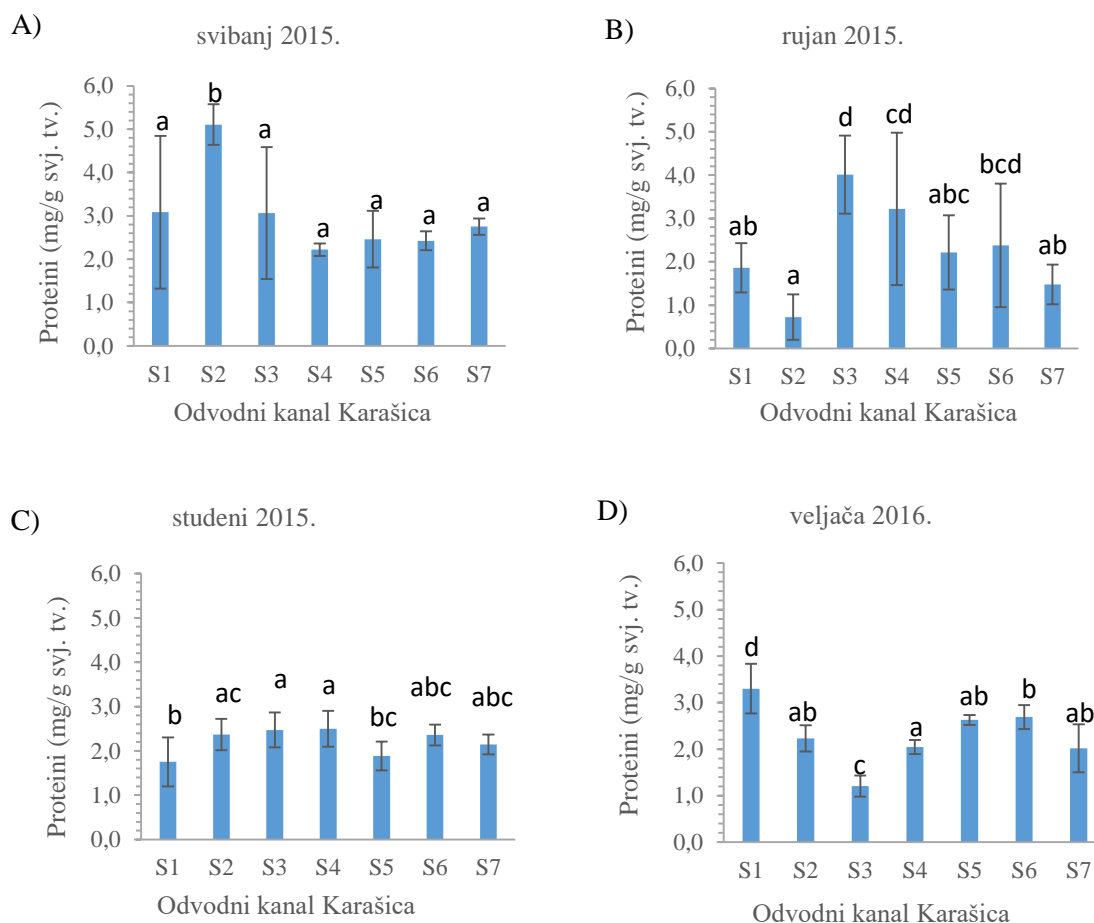 A)
svibanj 2015.
Proteini (mg/g svj. tv.)
6,0
5,0
4,0
3,0
2,0
1,0
0,0
a
b
a
a
a
a
a
S1 S2 S3 S4 S5 S6 S7
Odvodni kanal Karašica
B)
rujan 2015.
Proteini (mg/g svj. tv.)
6,0
5,0
4,0
3,0
2,0
1,0
0,0
ab
a
d
cd
abc
bcd
ab
S1 S2 S3 S4 S5 S6 S7
Odvodni kanal Karašica
C)
studeni 2015.
Proteini (mg/g svj. tv.)
6,0
5,0
4,0
3,0
2,0
1,0
0,0
b
ac
a
a
bc
abc
abc
S1 S2 S3 S4 S5 S6 S7
Odvodni kanal Karašica
D)
veljača 2016.
Proteini (mg/g svj. tv.)
6,0
5,0
4,0
3,0
2,0
1,0
0,0
d
ab
c
a
ab
b
ab
S1 S2 S3 S4 S5 S6 S7
Odvodni kanal Karašica